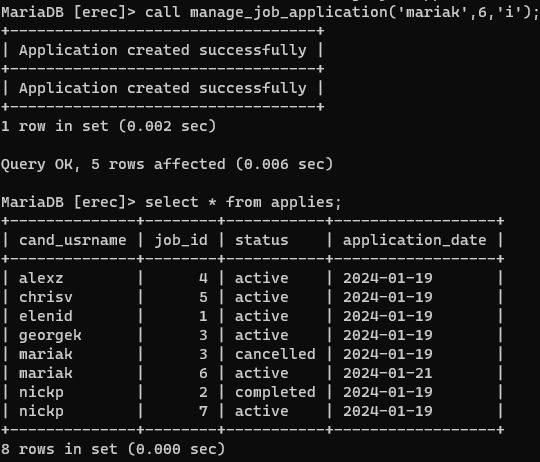 MariaDB [erec]> call manage_job_application('mariak',6,'i');
+----------------------------------+
| Application created successfully |
+----------------------------------+
| Application created successfully |
+----------------------------------+
1 row in set (0.002 sec)
Query OK, 5 rows affected (0.006 sec)
MariaDB [erec]> select * from applies;
+--------------+--------+-----------+------------------+
| cand_usrname | job_id | status    | application_date |
+--------------+--------+-----------+------------------+
| alexz        |      4 | active    | 2024-01-19       |
| chrisv       |      5 | active    | 2024-01-19       |
| elenid       |      1 | active    | 2024-01-19       |
| georgek      |      3 | active    | 2024-01-19       |
| mariak       |      3 | cancelled | 2024-01-19       |
| mariak       |      6 | active    | 2024-01-21       |
| nickp        |      2 | completed | 2024-01-19       |
| nickp        |      7 | active    | 2024-01-19       |
+--------------+--------+-----------+------------------+
8 rows in set (0.000 sec)